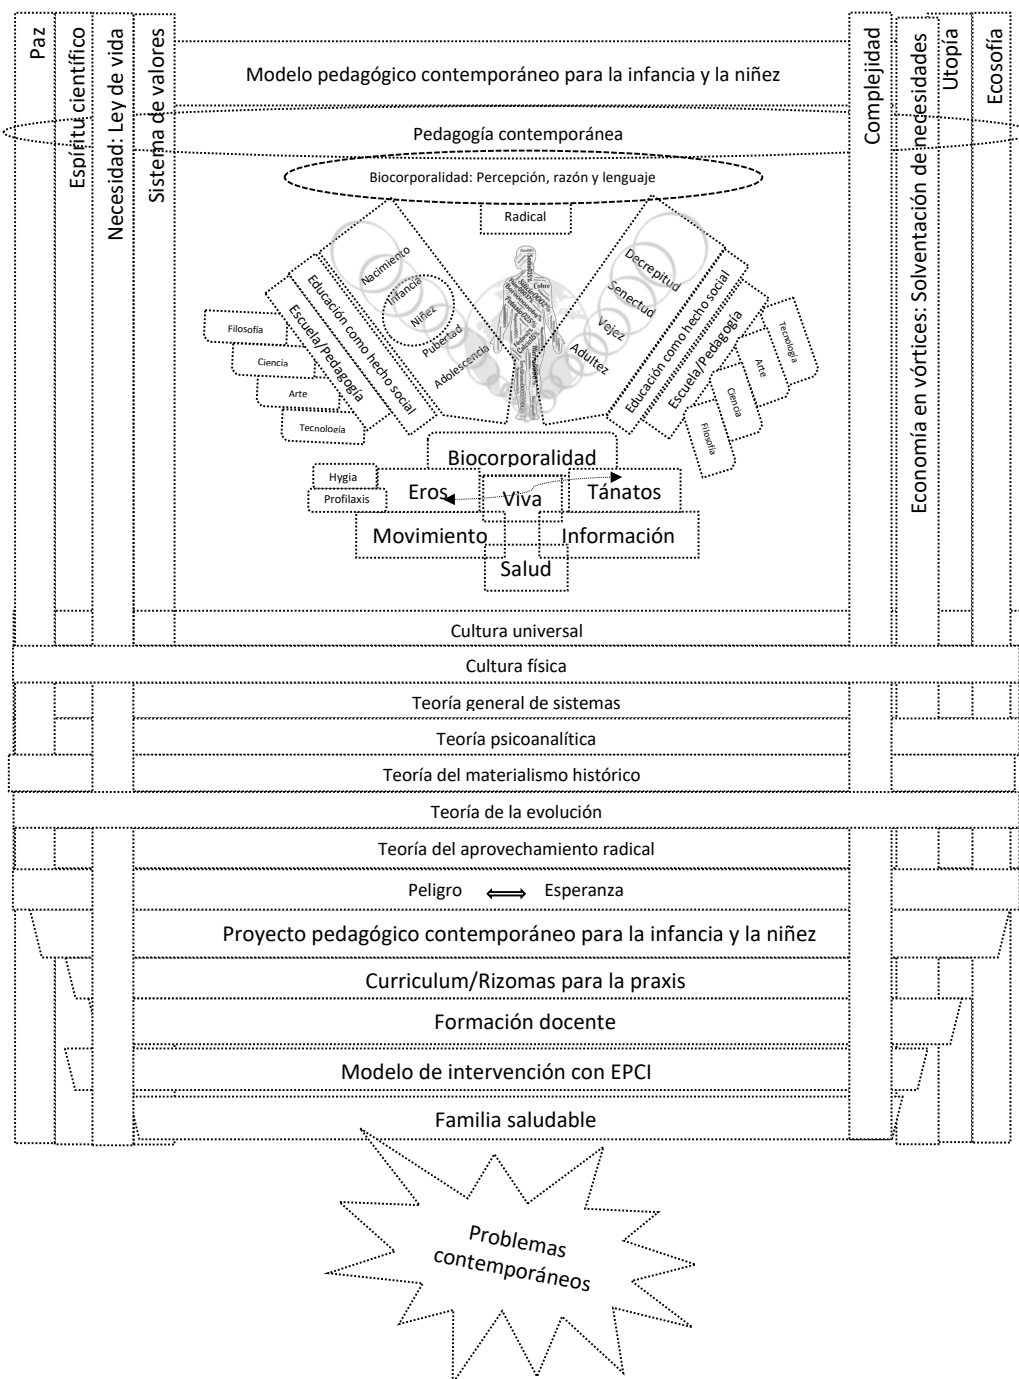 Paz
Espíritu científico
Necesidad: Ley de vida
Sistema de valores
Complejidad
Economía en vórtices: Solventación de necesidades
Utopía
Ecosofía
Modelo pedagógico contemporáneo para la infancia y la niñez
Pedagogía contemporánea
Biocorporalidad: Percepción, razón y lenguaje
Radical
Nacimiento
Infancia
Niñez
Pubertad
Adolescencia
Educación como hecho social
Escuela/Pedagogía
Filosofía
Ciencia
Arte
Tecnología
Cobre
Decrepitud
Senectud
Vejez
Adultez
Educación como hecho social
Escuela/Pedagogía
Tecnología
Arte
Ciencia
Filosofía
Biocorporalidad
Hygia
Profilaxis
Eros
Viva
Tánatos
Movimiento
Información
Salud
Cultura universal
Cultura física
Teoría general de sistemas
Teoría psicoanalítica
Teoría del materialismo histórico
Teoría de la evolución
Teoría del aprovechamiento radical
Peligro Esperanza
Proyecto pedagógico contemporáneo para la infancia y la niñez
Curriculum/Rizomas para la praxis
Formación docente
Modelo de intervención con EPCI
Familia saludable
Problemas
contemporáneos